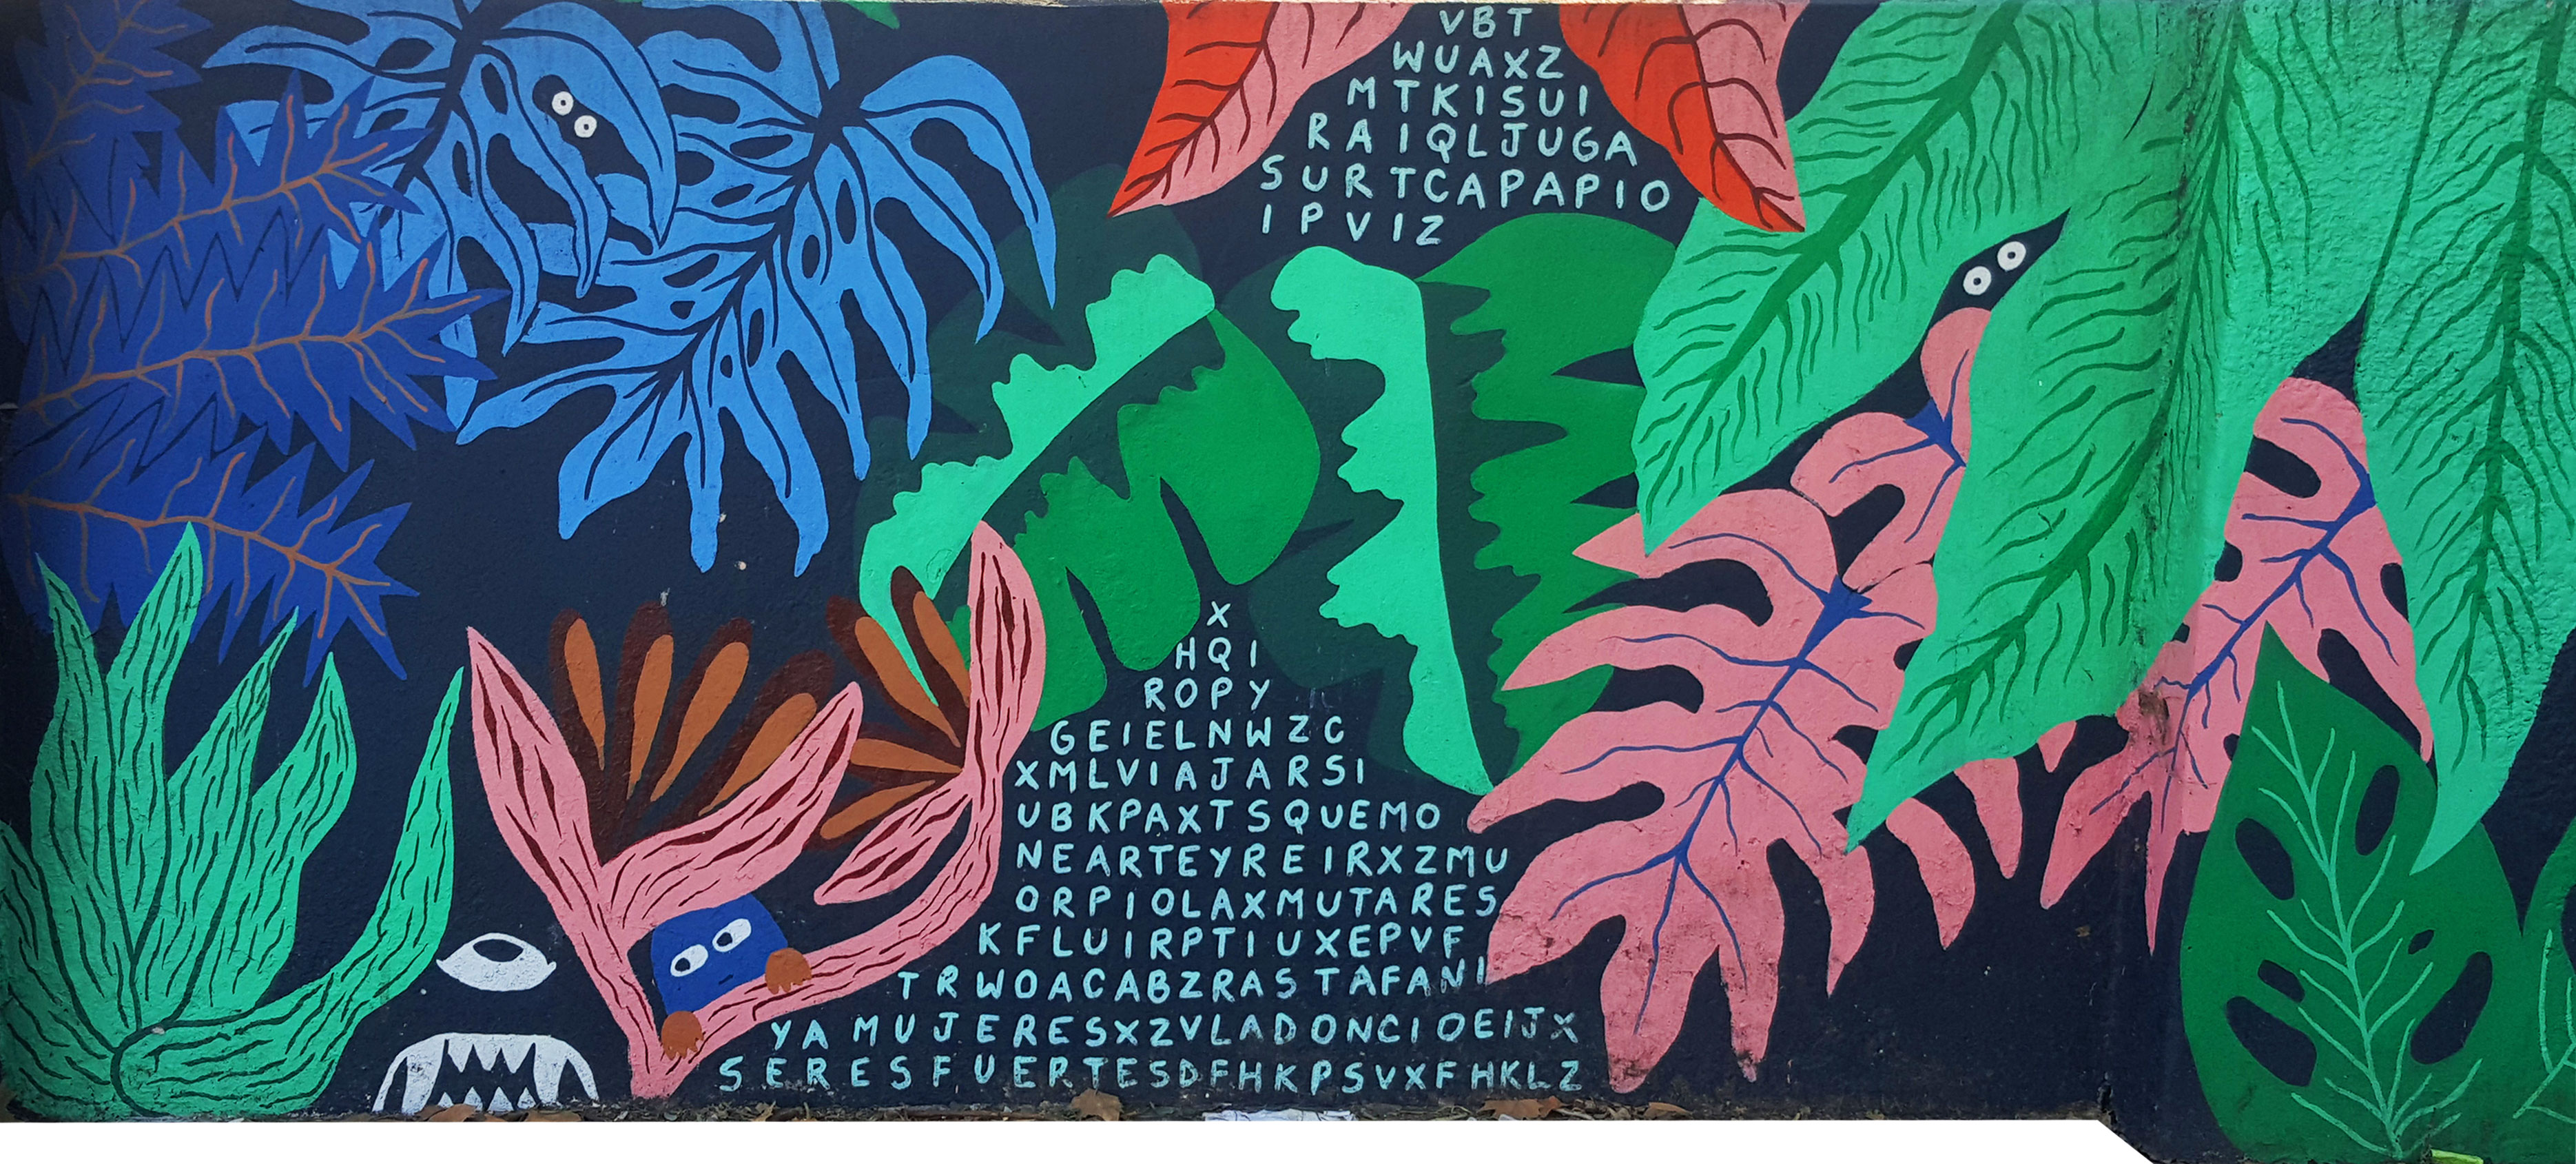 VBT
WUAXZ
MTKISUI
RAIQLJUGA
SURTCAPAPIO
IPVIZ
X
HQI
ROPY
GEIELNWZC
XMLVIAJARSI
UBKPAXTSQUEMO
NEARTEYREIRXZMU
ORPIOLAXMUTARES
KFLUIRPTIUXEPVF
TRWOACABZRASTAFANI
YAMUJERESXZVLADONCIOEIJX
SERESFUERTESDFHKPSVXFHKLZ